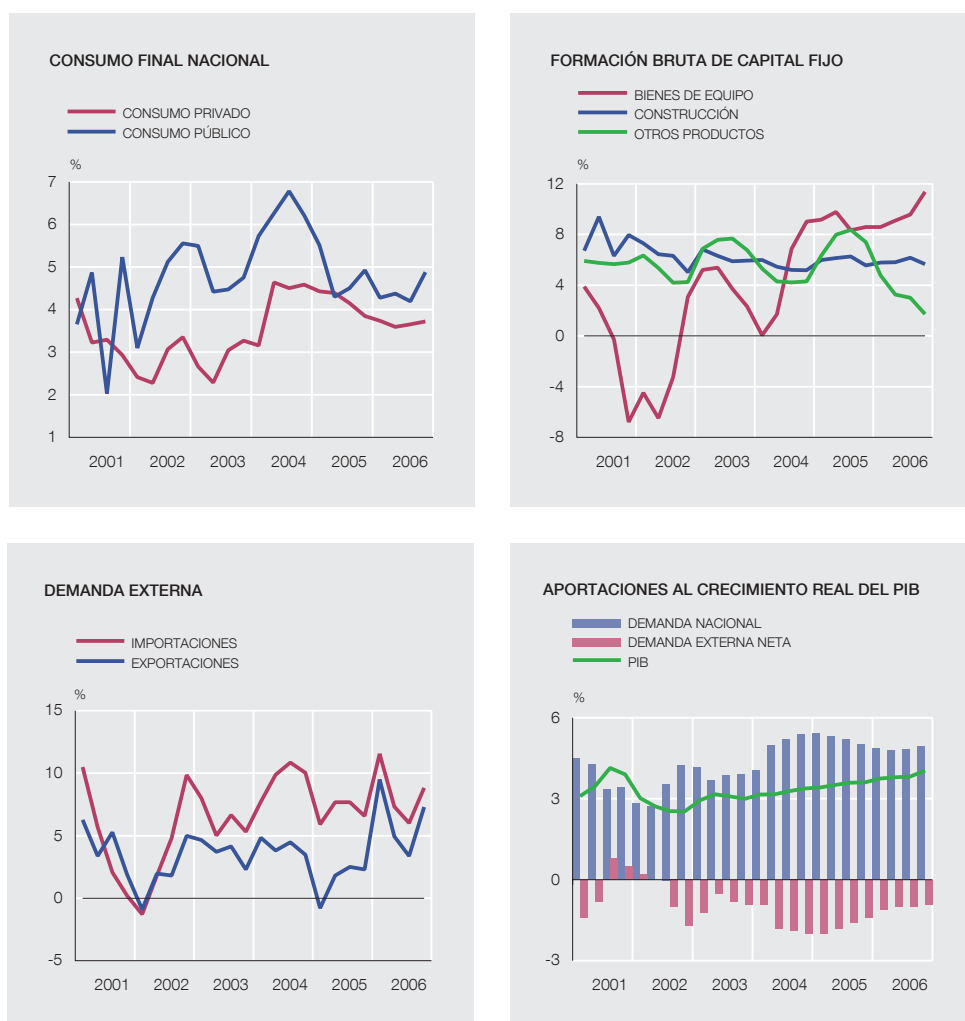 CONSUMO FINAL NACIONAL
CONSUMO PRIVADO
CONSUMO PÚBLICO
%
7
6
5
4
3
2
1
2001 2002 2003 2004 2005 2006
FORMACIÓN BRUTA DE CAPITAL FIJO
BIENES DE EQUIPO
CONSTRUCCIÓN
OTROS PRODUCTOS
%
12
8
4
0
-4
-8
2001 2002 2003 2004 2005 2006
DEMANDA EXTERNA
IMPORTACIONES
EXPORTACIONES
%
15
10
5
0
-5
2001 2002 2003 2004 2005 2006
APORTACIONES AL CRECIMIENTO REAL DEL PIB
DEMANDA NACIONAL
DEMANDA EXTERNA NETA
PIB
%
6
3
0
-3
2001 2002 2003 2004 2005 2006